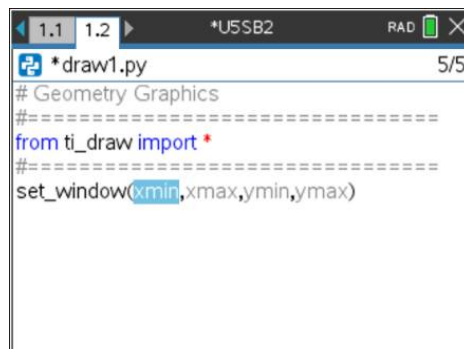 1.1 1.2 *U5SB2 RAD
*draw1.py 5/5
# Geometry Graphics
#================================
from ti_draw import *
#================================
set_window(xmin,xmax,ymin,ymax)